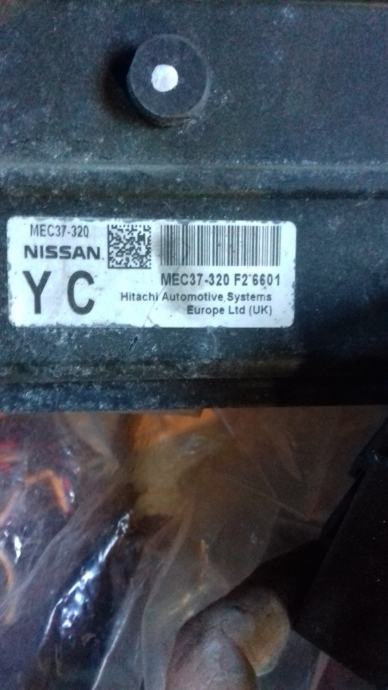 MEC37-320
NISSAN
YC
MEC37-320 F2 6601
Hitachi Automotive Systems
Europe Ltd (UK)